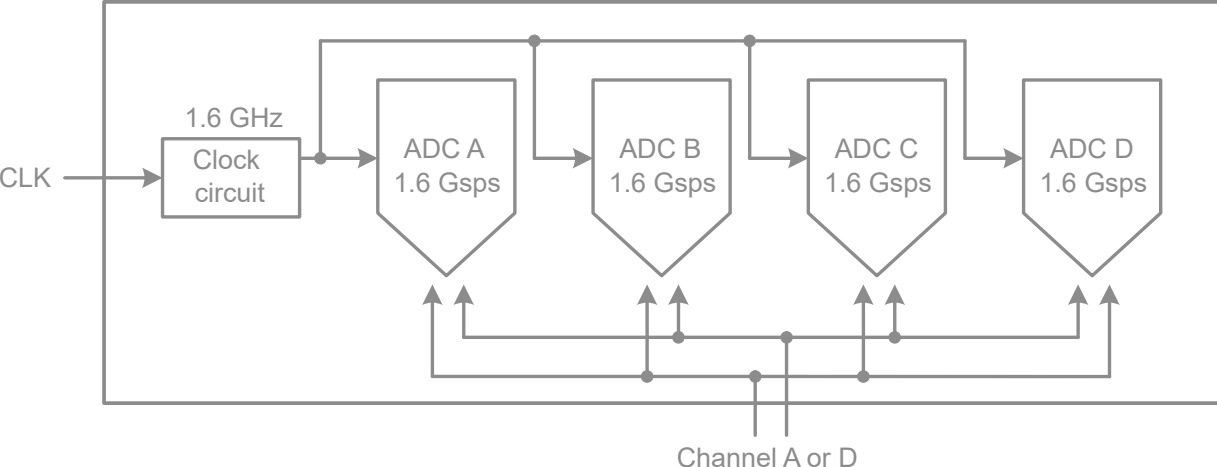 1.6 GHz
CLK
Clock
circuit
ADC A
1.6 Gsps
ADC B
1.6 Gsps
ADC C
1.6 Gsps
ADC D
1.6 Gsps
Channel A or D